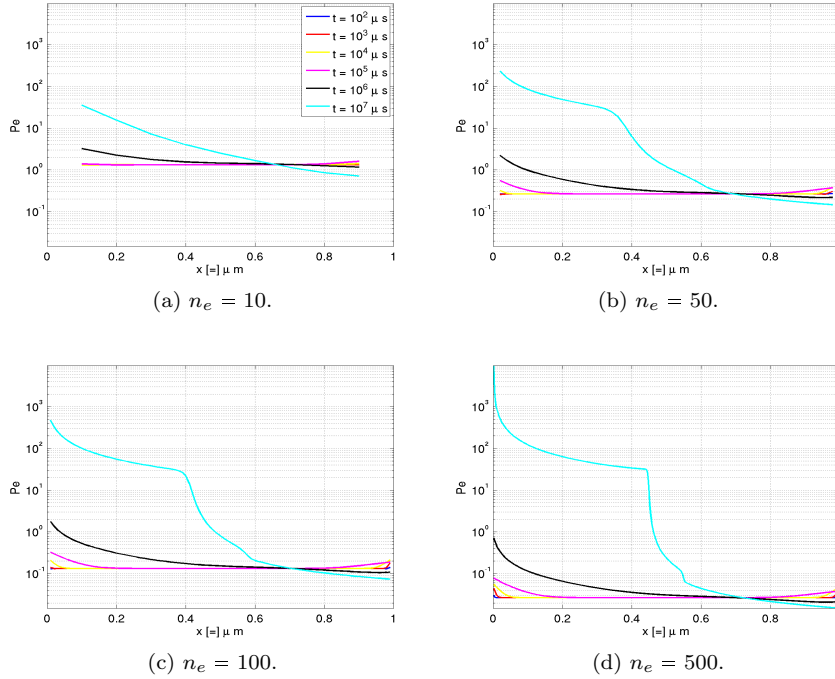 t = 10² μ s
t = 10³ μ s
t = 10⁴ μ s
t = 10⁵ μ s
t = 10⁶ μ s
t = 10⁷ μ s
10³
10²
10¹
10⁰
10⁻¹
Pe
0 0.2 0.4 0.6 0.8 1
x [=] μ m
(a) nₑ = 10.
10³
10²
10¹
10⁰
10⁻¹
Pe
0 0.2 0.4 0.6 0.8
x [=] μ m
(b) nₑ = 50.
10³
10²
10¹
10⁰
10⁻¹
Pe
0 0.2 0.4 0.6 0.8 1
x [=] μ m
(c) nₑ = 100.
10³
10²
10¹
10⁰
10⁻¹
Pe
0 0.2 0.4 0.6 0.8
x [=] μ m
(d) nₑ = 500.